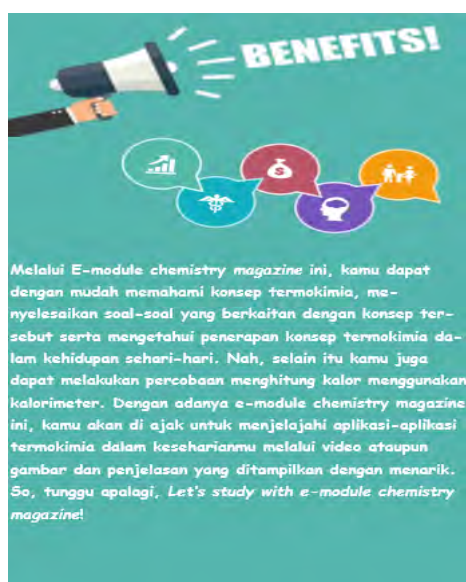 BENEFITS!
$
Melalui E-module chemistry magazine ini, kamu dapat
dengan mudah memahami konsep termokimia, me-
nyelesaikan soal-soal yang berkaitan dengan konsep ter-
sebut serta mengetahui penerapan konsep termokimia da-
lam kehidupan sehari-hari. Nah, selain itu kamu juga
dapat melakukan percobaan menghitung kalor menggunakan
kalorimeter. Dengan adanya e-module chemistry magazine
ini, kamu akan di ajak untuk menjelajahi aplikasi-aplikasi
termokimia dalam keseharianmu melalui video ataupun
gambar dan penjelasan yang ditampilkan dengan menarik.
So, tunggu apalagi, Let's study with e-module chemistry
magazine!